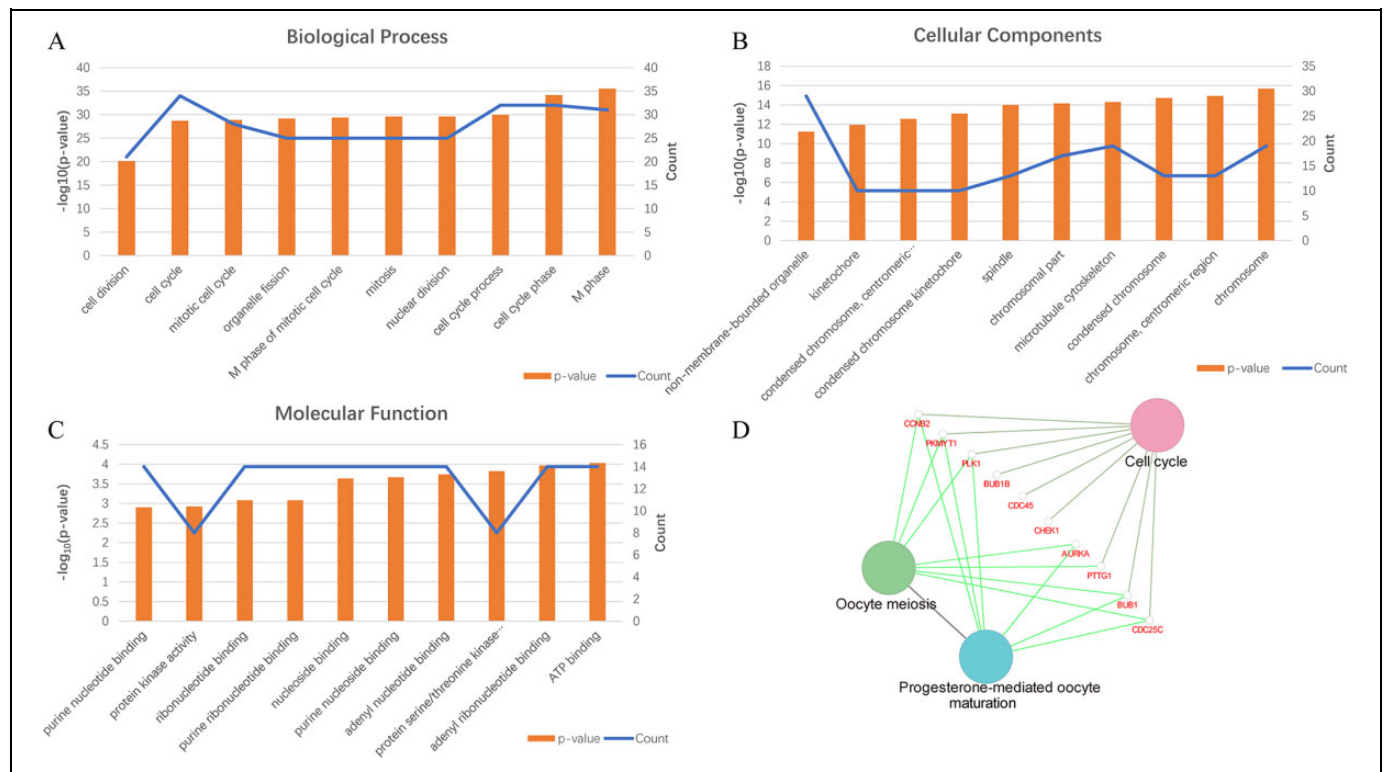 A
Biological Process
-log10(p-value)
40
35
30
25
20
15
10
5
0
40
35
30
25
20
15
10
5
0
Count
cell division
cell cycle
mitotic cell cycle
organelle fission
M phase of mitotic cell cycle
mitosis
nuclear division
cell cycle process
cell cycle phase
M phase
p-value
Count
B
Cellular Components
-log10(p-value)
18
16
14
12
10
8
6
4
2
0
35
30
25
20
15
10
5
0
Count
non-membrane-bounded organelle
kinetochore
condensed chromosome, centromeric…
condensed chromosome kinetochore
spindle
chromosomal part
microtubule cytoskeleton
condensed chromosome
chromosome, centromeric region
chromosome
p-value
Count
C
Molecular Function
-log10(p-value)
4.5
4
3.5
3
2.5
2
1.5
1
0.5
0
16
14
12
10
8
6
4
2
0
Count
purine nucleotide binding
protein kinase activity
ribonucleotide binding
purine ribonucleotide binding
nucleoside binding
purine nucleoside binding
adenyl nucleotide binding
protein serine/threonine kinase…
adenyl ribonucleotide binding
ATP binding
p-value
Count
D
CCNB2
PKMYT1
PLK1
BUB1B
CDC45
CHEK1
AURKA
PTTG1
BUB1
CDC25C
Cell cycle
Oocyte meiosis
Progesterone-mediated oocyte
maturation